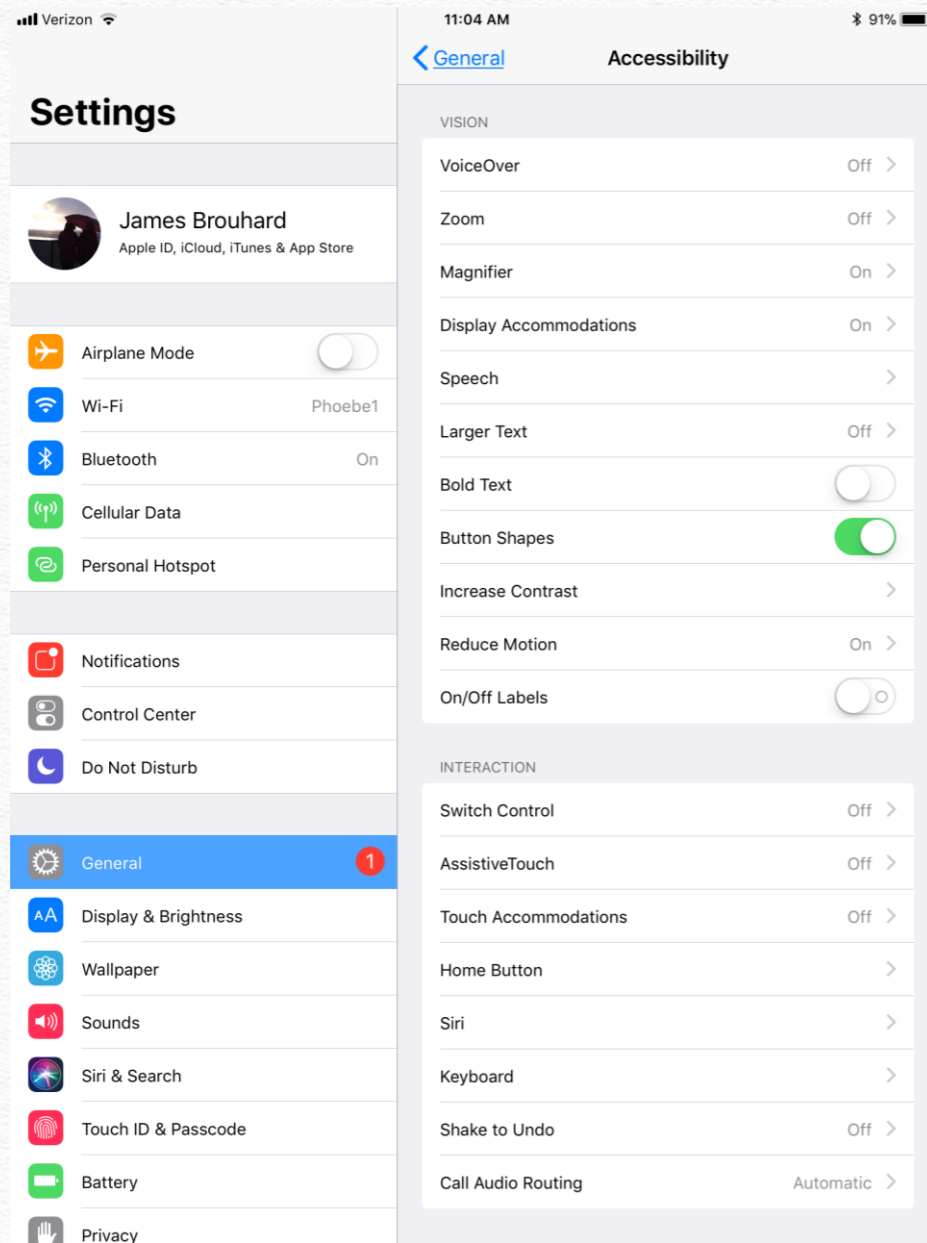 Verizon
11:04 AM
91%
Settings
James Brouhard
Apple ID, iCloud, iTunes & App Store
Airplane Mode
Wi-Fi Phoebe1
Bluetooth On
Cellular Data
Personal Hotspot
Notifications
Control Center
Do Not Disturb
General 1
AA Display & Brightness
Wallpaper
Sounds
Siri & Search
Touch ID & Passcode
Battery
Privacy
General Accessibility
VISION
VoiceOver Off
Zoom Off
Magnifier On
Display Accommodations On
Speech
Larger Text Off
Bold Text
Button Shapes
Increase Contrast
Reduce Motion On
On/Off Labels
INTERACTION
Switch Control Off
AssistiveTouch Off
Touch Accommodations Off
Home Button
Siri
Keyboard
Shake to Undo Off
Call Audio Routing Automatic